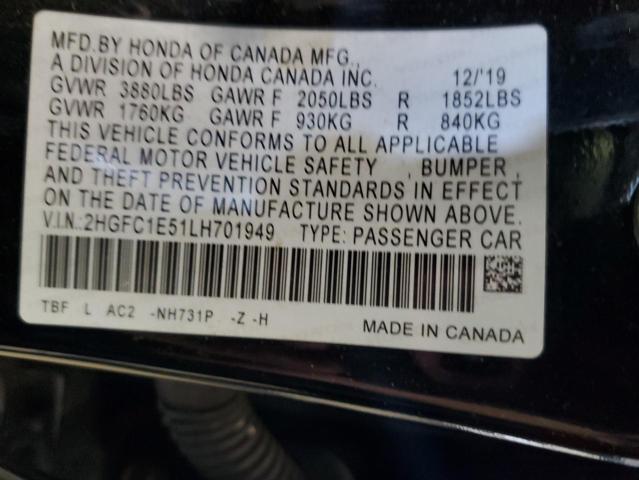 MFD.BY HONDA OF CANADA MFG.,
A DIVISION OF HONDA CANADA INC. 12/'19
GVWR 3880LBS GAWR F 2050LBS R 1852LBS
GVWR 1760KG GAWR F 930KG R 840KG
THIS VEHICLE CONFORMS TO ALL APPLICABLE
FEDERAL MOTOR VEHICLE SAFETY , BUMPER ,
AND THEFT PREVENTION STANDARDS IN EFFECT
ON THE DATE OF MANUFACTURE SHOWN ABOVE.
V.I.N.:2HGFC1E51LH701949 TYPE: PASSENGER CAR
TBF L AC2 -NH731P -Z -H
MADE IN CANADA